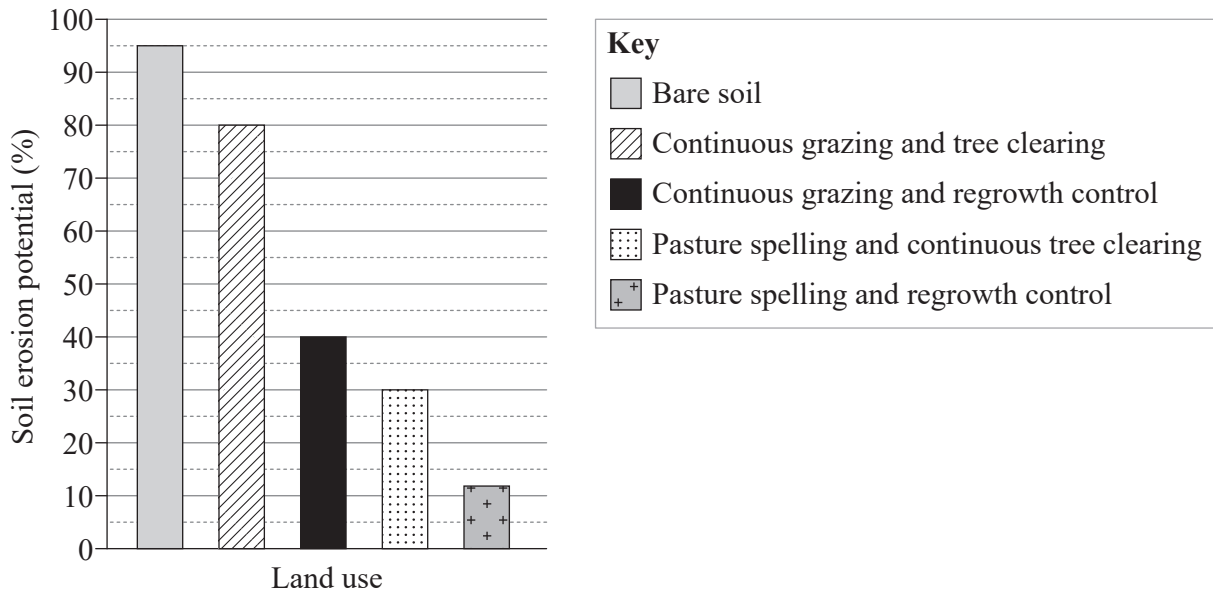 100
90
80
70
60
50
40
30
20
10
0
Soil erosion potential (%)
Land use
Key
Bare soil
Continuous grazing and tree clearing
Continuous grazing and regrowth control
Pasture spelling and continuous tree clearing
Pasture spelling and regrowth control